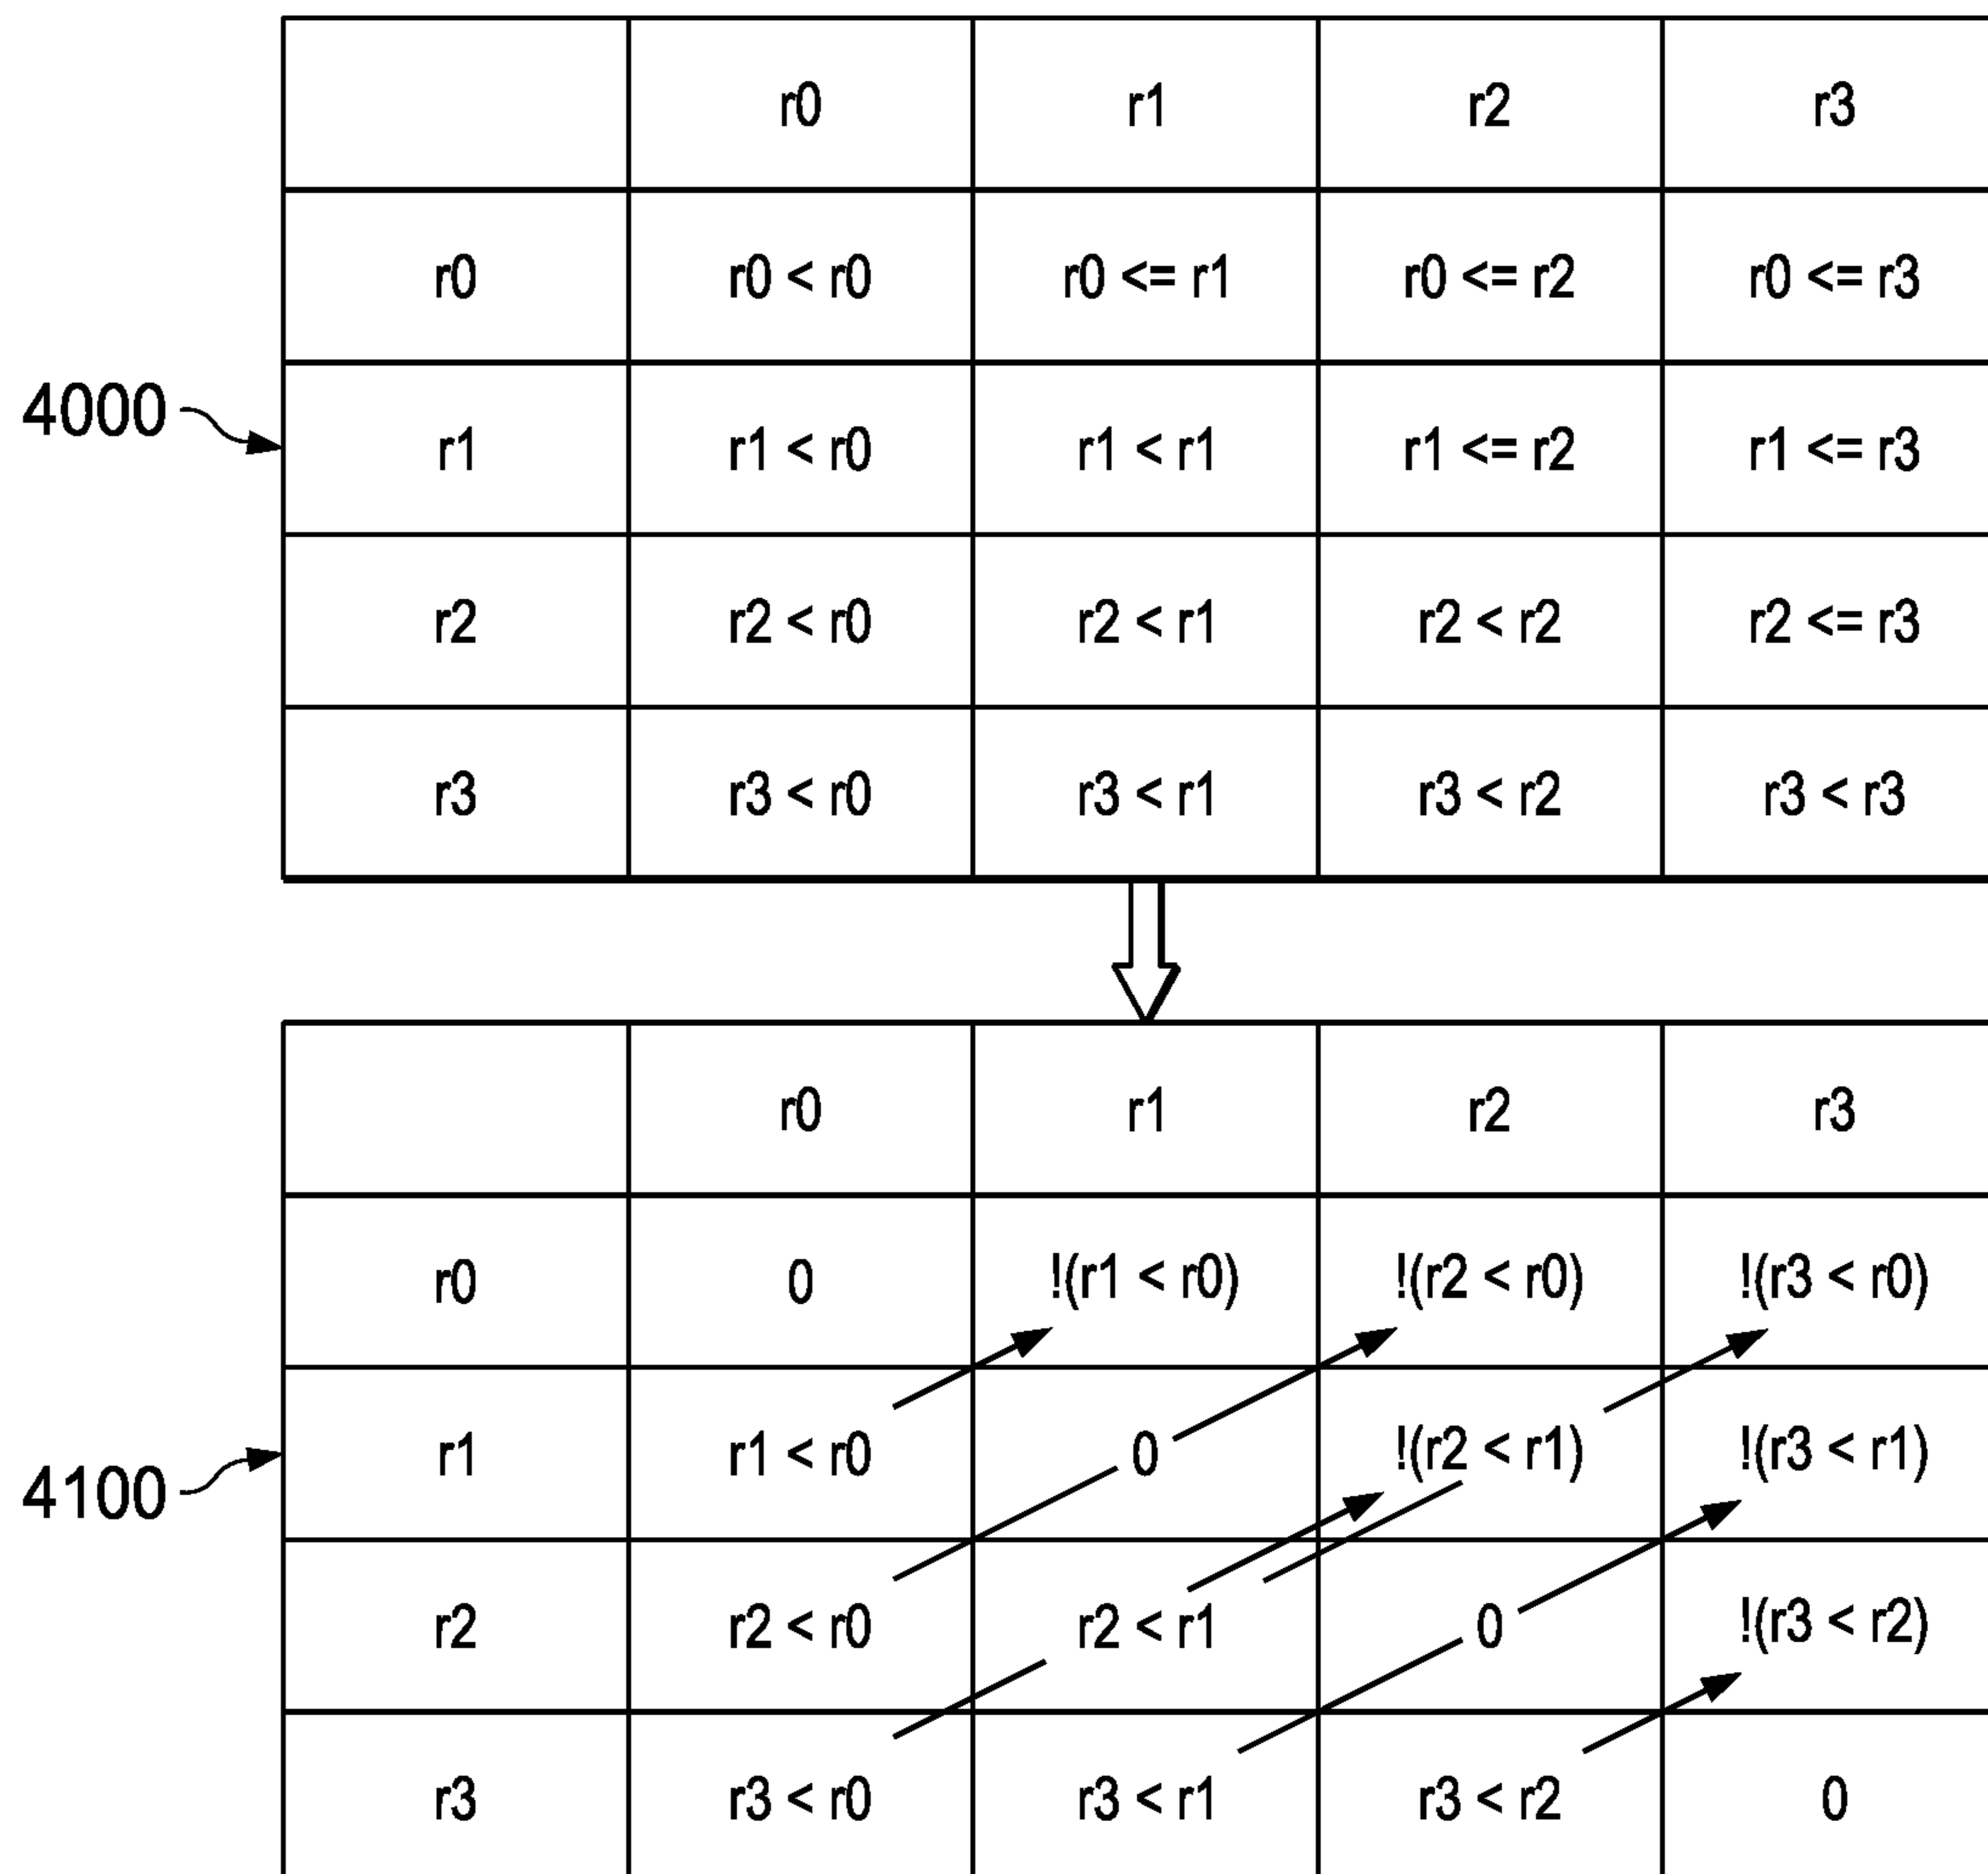 r0 r1 r2 r3
r0 r0 < r0 r0 <= r1 r0 <= r2 r0 <= r3
4000 r1 r1 < r0 r1 < r1 r1 <= r2 r1 <= r3
r2 r2 < r0 r2 < r1 r2 < r2 r2 <= r3
r3 r3 < r0 r3 < r1 r3 < r2 r3 < r3
r0 r1 r2 r3
r0 0 !(r1 < r0) !(r2 < r0) !(r3 < r0)
4100 r1 r1 < r0 0 !(r2 < r1) !(r3 < r1)
r2 r2 < r0 r2 < r1 0 !(r3 < r2)
r3 r3 < r0 r3 < r1 r3 < r2 0